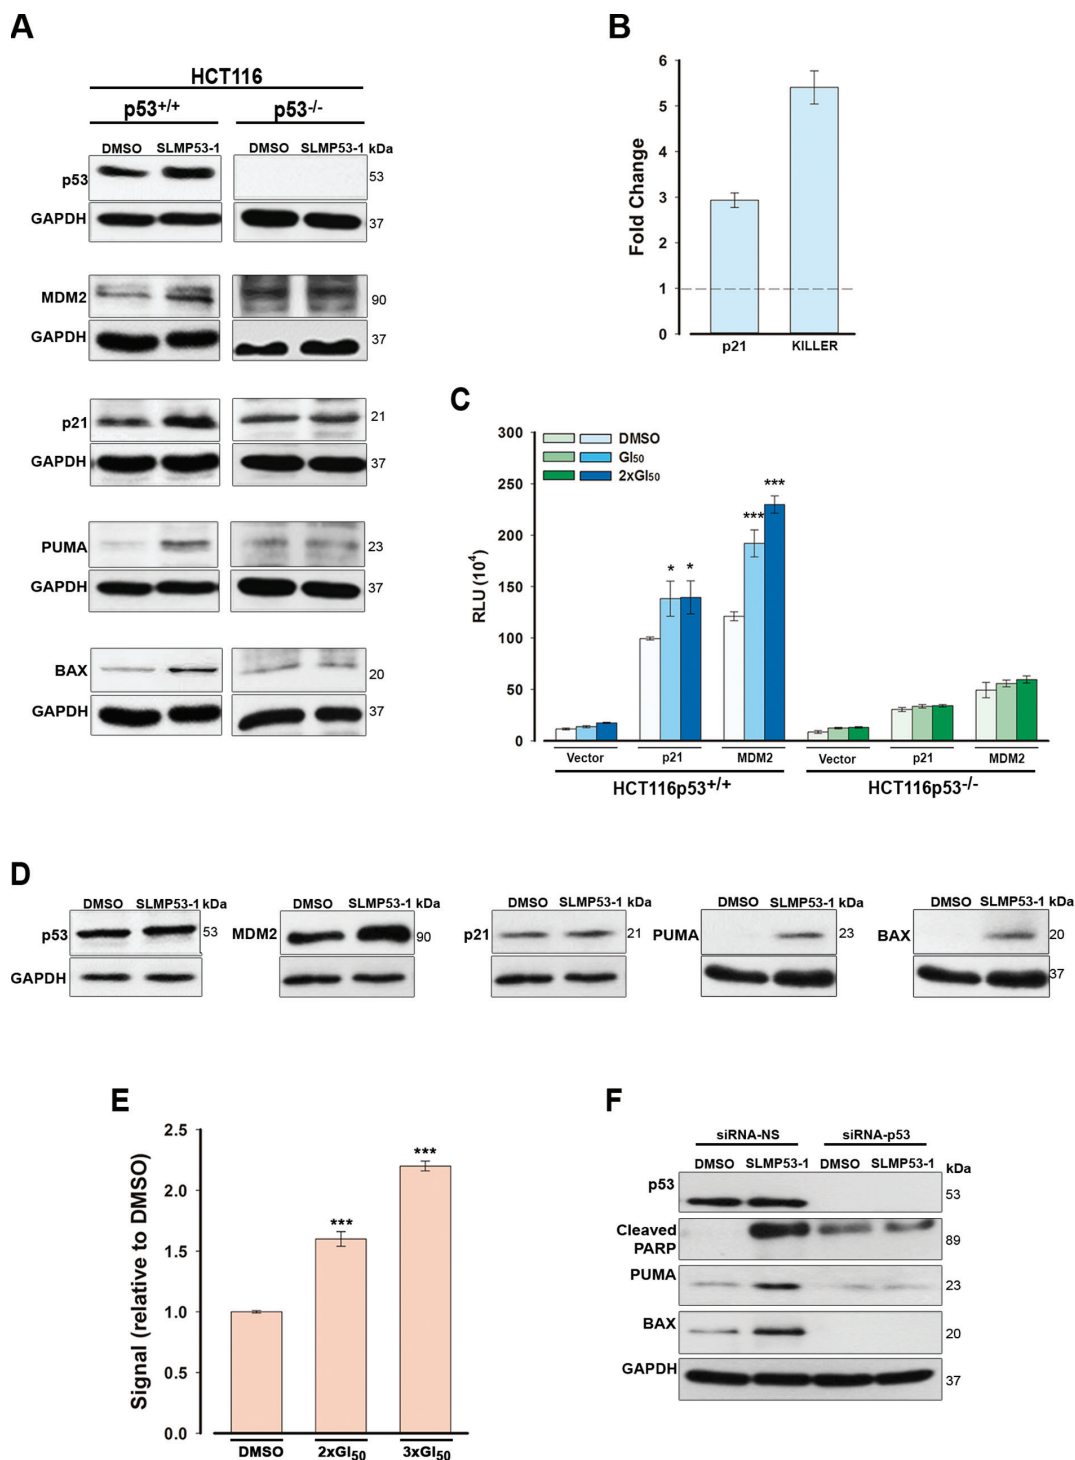 A
HCT116
p53+/+ p53-/-
DMSO SLMP53-1 DMSO SLMP53-1 kDa
p53 53
GAPDH 37
MDM2 90
GAPDH 37
p21 21
GAPDH 37
PUMA 23
GAPDH 37
BAX 20
GAPDH 37
B
Fold Change
6
5
4
3
2
1
0
p21 KILLER
C
RLU (10⁴)
300
250
200
150
100
50
0
DMSO
GI50
2xGI50
* * *** ***
Vector p21 MDM2 Vector p21 MDM2
HCT116p53+/+ HCT116p53-/-
D
DMSO SLMP53-1 kDa DMSO SLMP53-1 kDa DMSO SLMP53-1 kDa DMSO SLMP53-1 kDa DMSO SLMP53-1 kDa
p53 53 MDM2 90 p21 21 PUMA 23 BAX 20
GAPDH 37
E
Signal (relative to DMSO)
2.5
2.0
1.5
1.0
0.5
0.0
*** ***
DMSO 2xGI50 3xGI50
F
siRNA-NS siRNA-p53
DMSO SLMP53-1 DMSO SLMP53-1 kDa
p53 53
Cleaved
PARP 89
PUMA 23
BAX 20
GAPDH 37